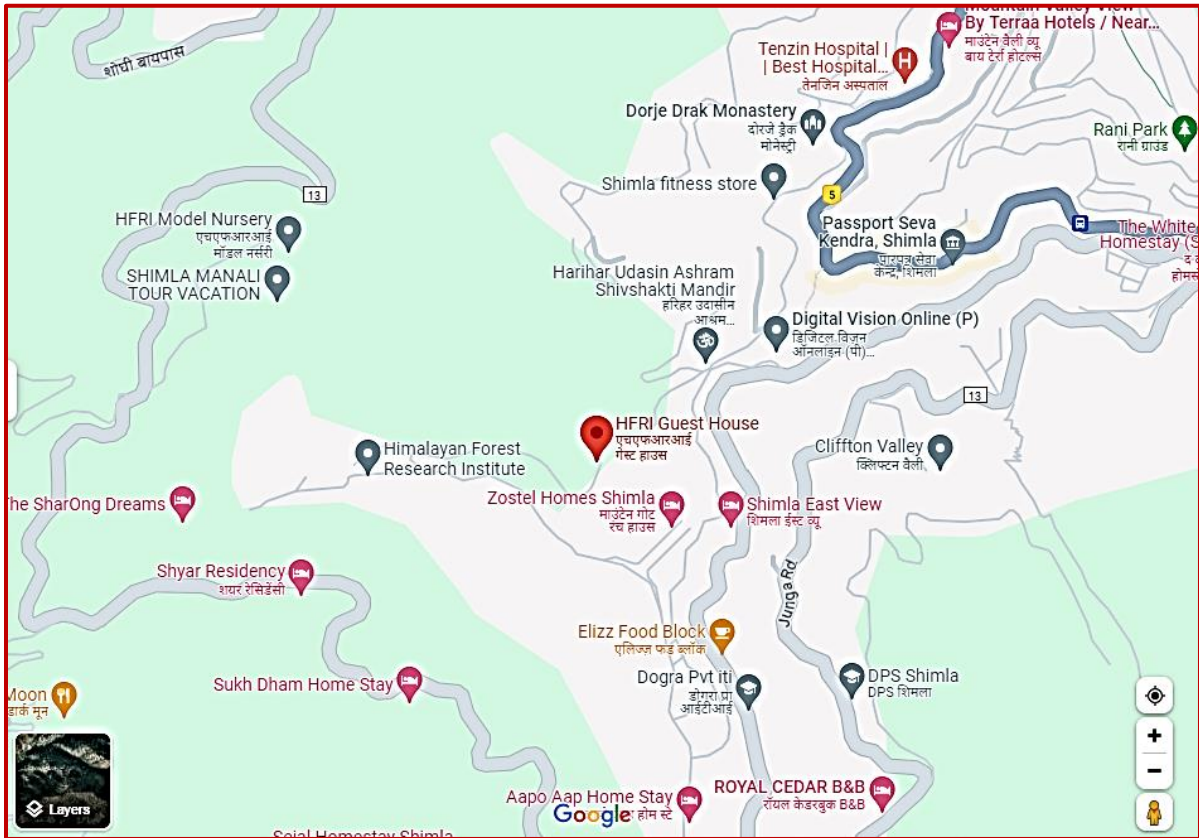 Mountain Valley View
By Terraa Hotels / Near...
माउंटेन वैली व्यू
बाय टेर्रा होटल्स
शोघी बायपास
Tenzin Hospital |
| Best Hospital...
तेनजिन अस्पताल
H
Dorje Drak Monastery
दोरजे ड्रैक
मोनेस्ट्री
Rani Park
रानी ग्राउंड
Shimla fitness store
13
5
HFRI Model Nursery
एचएफआरआई
मॉडल नर्सरी
Passport Seva
Kendra, Shimla
पारपत्र सेवा
केन्द्र, शिमला
The White
Homestay (S
होमस
SHIMLA MANALI
TOUR VACATION
Harihar Udasin Ashram
Shivshakti Mandir
हरिहर उदासीन
आश्रम...
ॐ
Digital Vision Online (P)
डिजिटल विज़न
ऑनलाइन (पी)...
13
HFRI Guest House
एचएफआरआई
गेस्ट हाउस
Himalayan Forest
Research Institute
Cliffton Valley
क्लिफ्टन वैली
The SharOng Dreams
Zostel Homes Shimla
माउंटेन गोट
रंच हाउस
Shimla East View
शिमला ईस्ट व्यू
Shyar Residency
शयर रेसिडेंसी
Junga Rd
Elizz Food Block
एलिज्ज़ फ़ूड ब्लॉक
Sukh Dham Home Stay
Dogra Pvt iti
डोगरा प्रा
आईटीआई
DPS Shimla
DPS शिमला
Moon
डार्क मून
Layers
Aapo Aap Home Stay
होम स्टे
Google
ROYAL CEDAR B&B
रॉयल केडरबुक B&B
Sejal Homestay Shimla